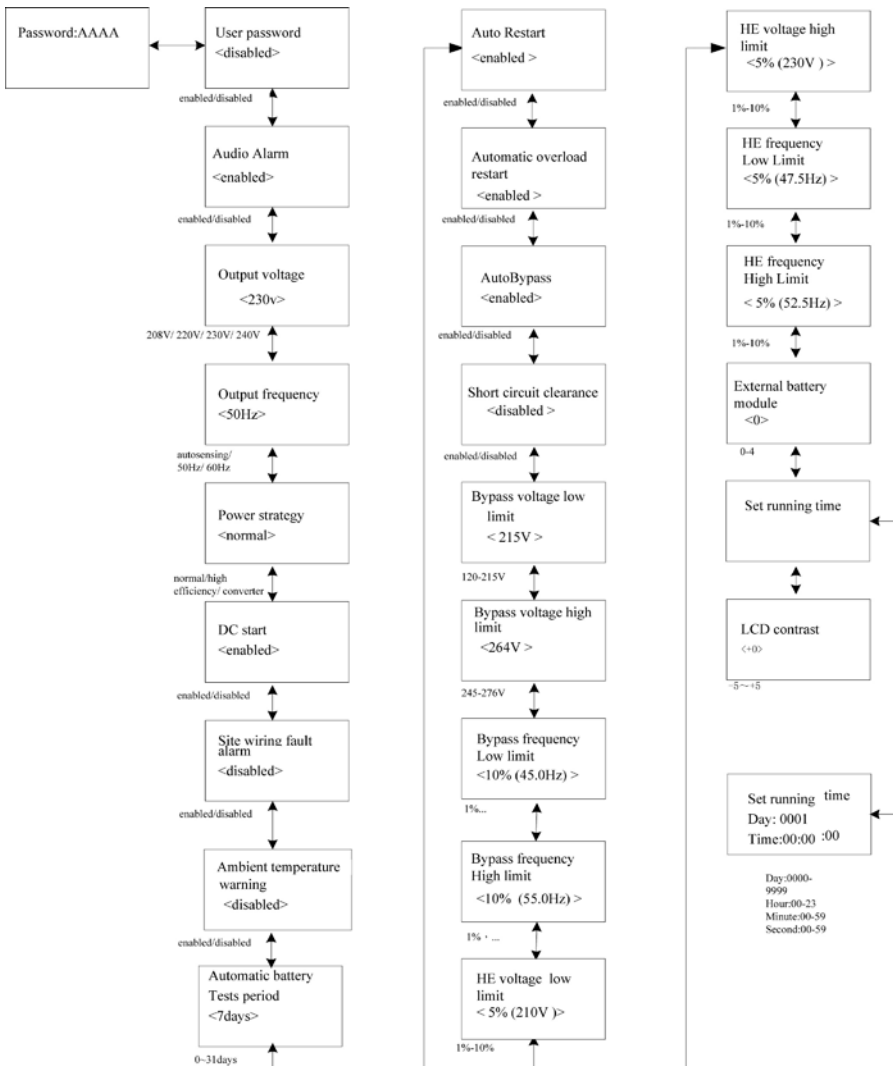 Password:AAAA
User password
<disabled>
enabled/disabled
Audio Alarm
<enabled>
enabled/disabled
Output voltage
<230v>
208V/ 220V/ 230V/ 240V
Output frequency
<50Hz>
autosensing/
50Hz/ 60Hz
Power strategy
<normal>
normal/high
efficiency/ converter
DC start
<enabled>
enabled/disabled
Site wiring fault
alarm
<disabled>
enabled/disabled
Ambient temperature
warning
<disabled>
enabled/disabled
Automatic battery
Tests period
<7days>
0~31days
Auto Restart
<enabled >
enabled/disabled
Automatic overload
restart
<enabled >
enabled/disabled
AutoBypass
<enabled>
enabled/disabled
Short circuit clearance
<disabled >
enabled/disabled
Bypass voltage low
limit
< 215V >
120-215V
Bypass voltage high
limit
<264V >
245-276V
Bypass frequency
Low limit
<10% (45.0Hz) >
1%...
Bypass frequency
High limit
<10% (55.0Hz) >
1% · ...
HE voltage low
limit
< 5% (210V )>
1%-10%
HE voltage high
limit
<5% (230V ) >
1%-10%
HE frequency
Low Limit
<5% (47.5Hz) >
1%-10%
HE frequency
High Limit
< 5% (52.5Hz) >
1%-10%
External battery
module
<0>
0-4
Set running time
LCD contrast
<+0>
-5～+5
Set running time
Day: 0001
Time:00:00 :00
Day:0000-
9999
Hour:00-23
Minute:00-59
Second:00-59